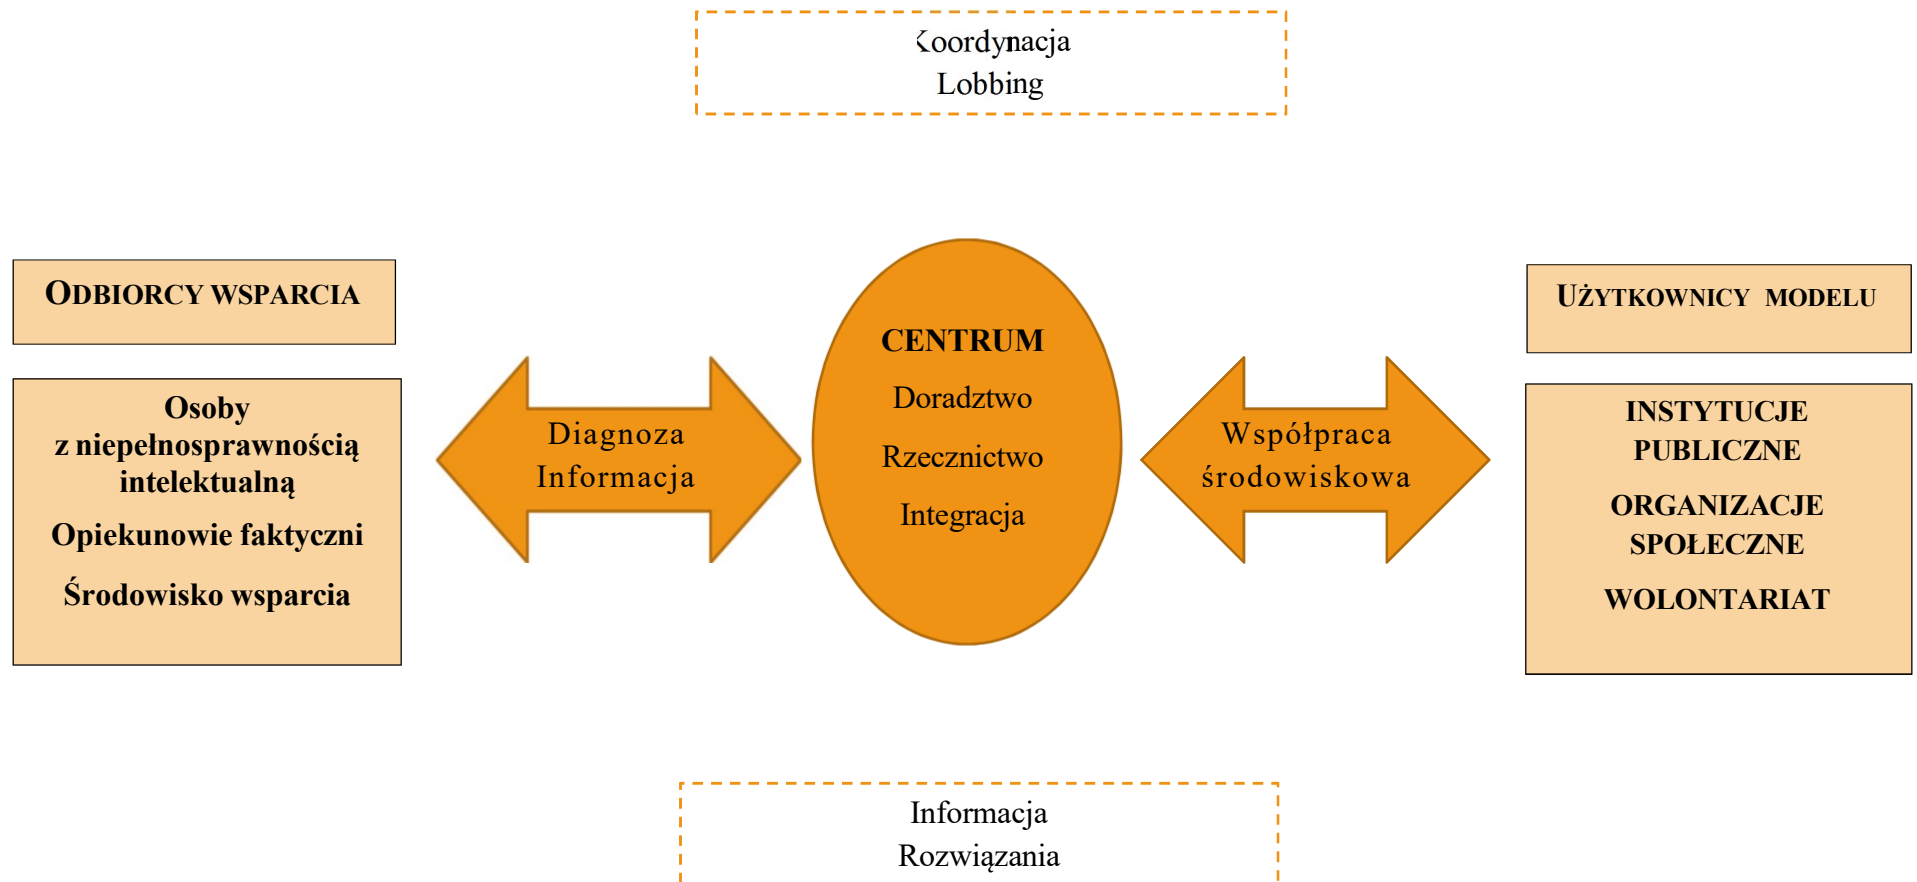 Koordynacja
Lobbing
ODBIORCY WSPARCIA
Osoby
z niepełnosprawnością
intelektualną
Opiekunowie faktyczni
Środowisko wsparcia
Diagnoza
Informacja
CENTRUM
Doradztwo
Rzecznictwo
Integracja
Współpraca
środowiskowa
UŻYTKOWNICY MODELU
INSTYTUCJE
PUBLICZNE
ORGANIZACJE
SPOŁECZNE
WOLONTARIAT
Informacja
Rozwiązania